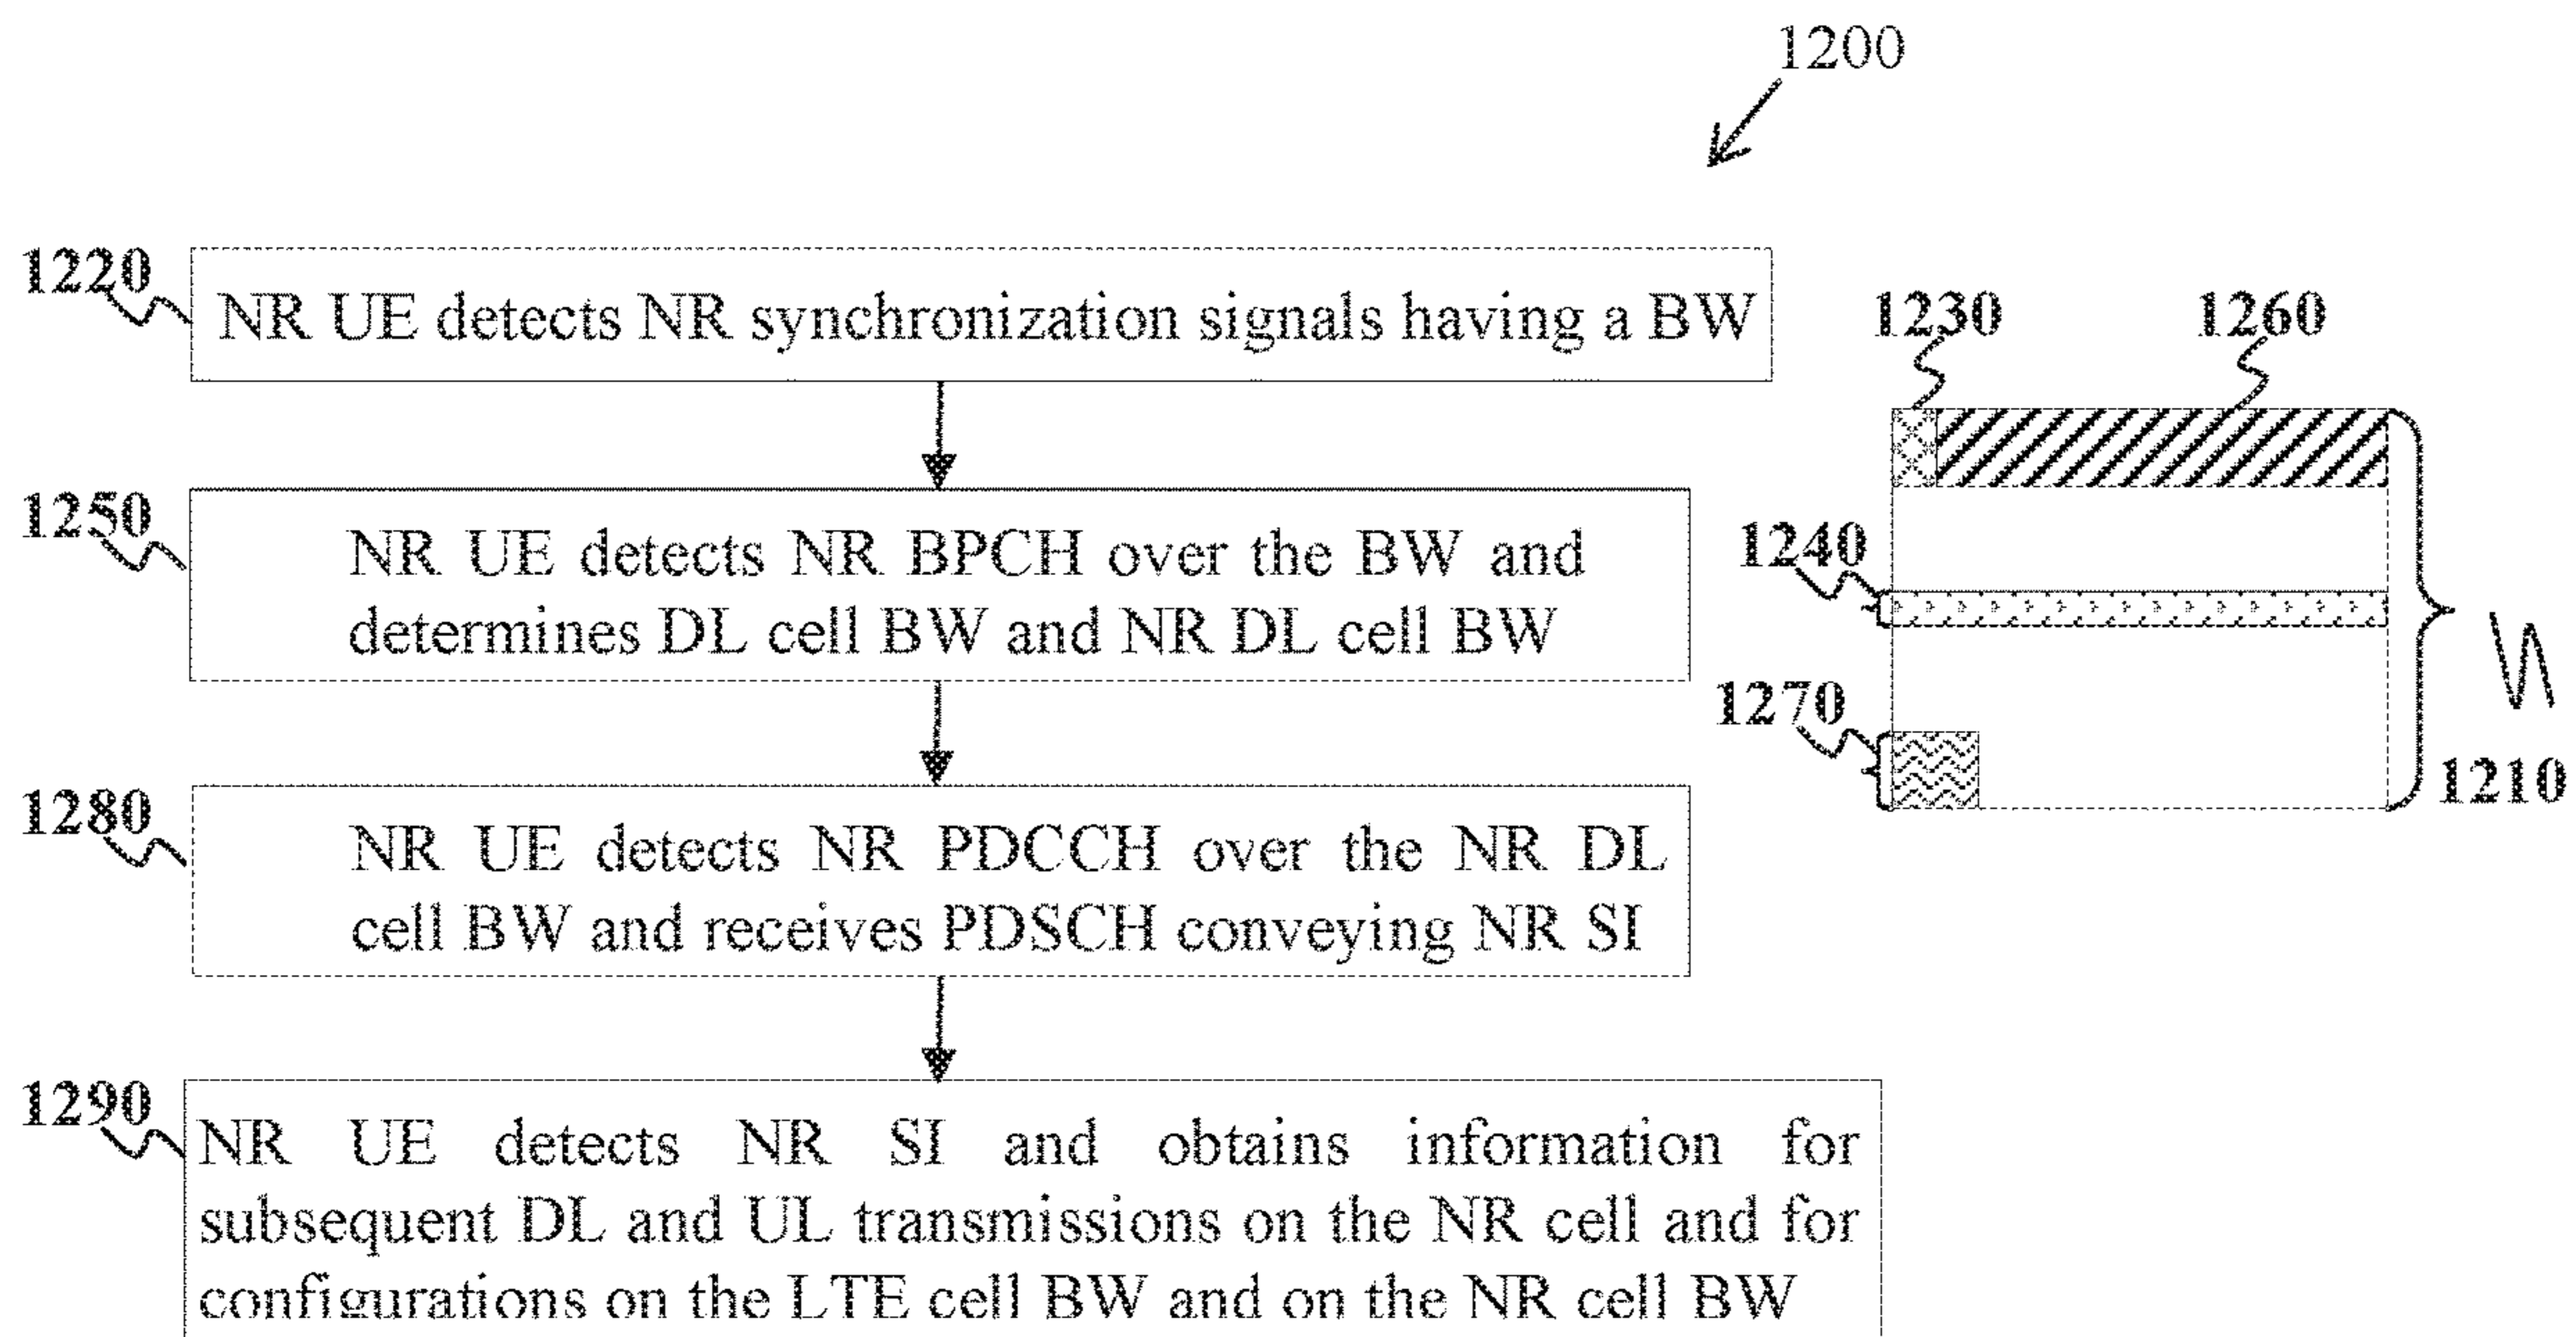 1200
1220
NR UE detects NR synchronization signals having a BW
1230
1260
1250
NR UE detects NR BPCH over the BW and
determines DL cell BW and NR DL cell BW
1240
1270
1210
1280
NR UE detects NR PDCCH over the NR DL
cell BW and receives PDSCH conveying NR SI
1290
NR UE detects NR SI and obtains information for
subsequent DL and UL transmissions on the NR cell and for
configurations on the LTE cell BW and on the NR cell BW